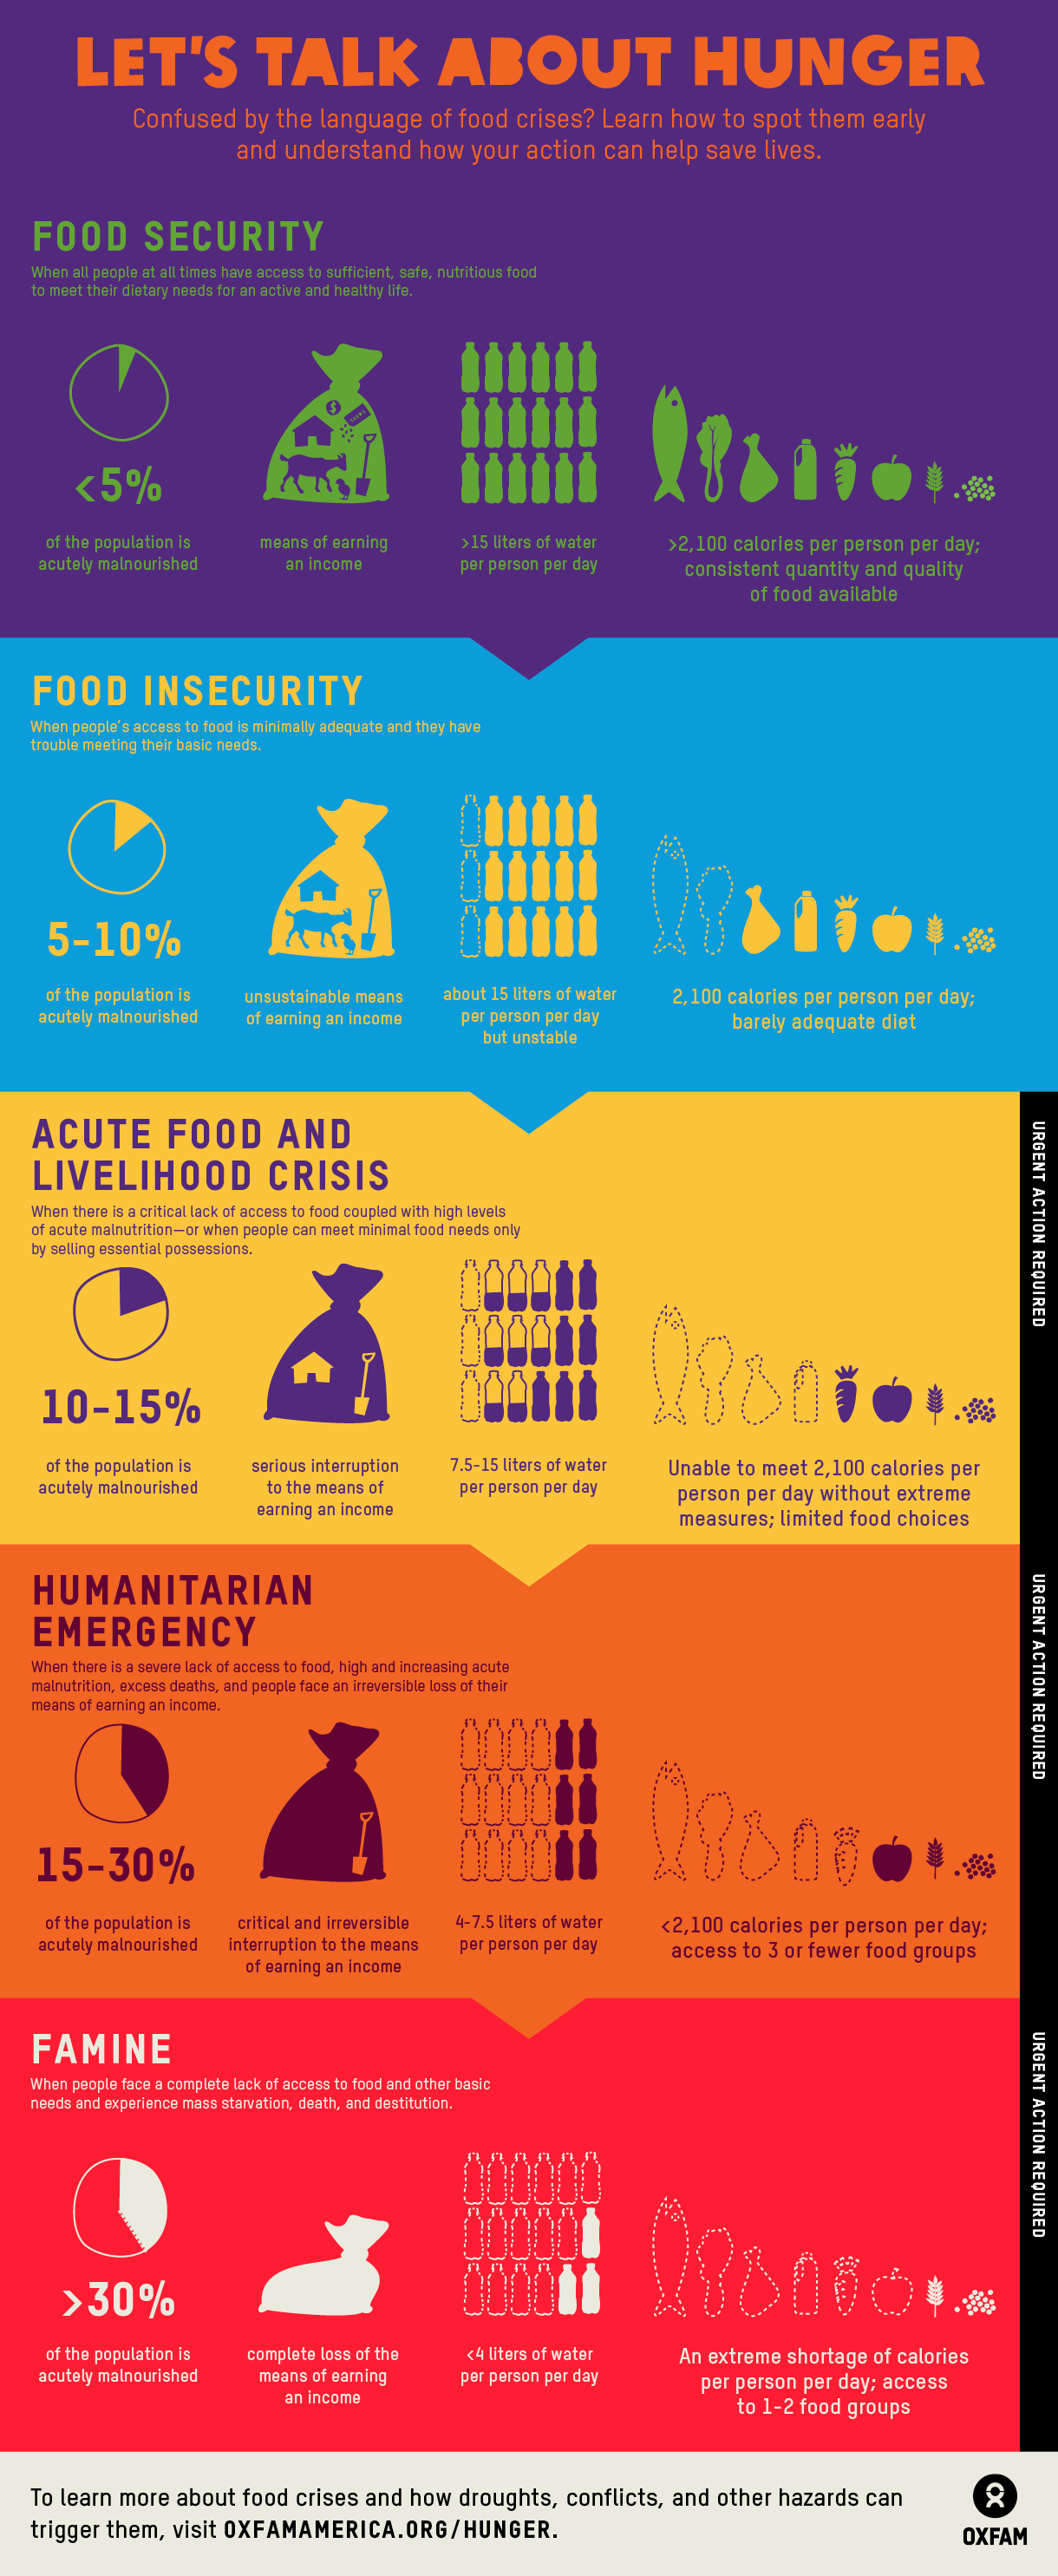 LET'S TALK ABOUT HUNGER
Confused by the language of food crises? Learn how to spot them early
and understand how your action can help save lives.
FOOD SECURITY
When all people at all times have access to sufficient, safe, nutritious food
to meet their dietary needs for an active and healthy life.
$
<5%
of the population is
acutely malnourished
means of earning
an income
>15 liters of water
per person per day
>2,100 calories per person per day;
consistent quantity and quality
of food available
FOOD INSECURITY
When people's access to food is minimally adequate and they have
trouble meeting their basic needs.
5-10%
of the population is
acutely malnourished
unsustainable means
of earning an income
about 15 liters of water
per person per day
but unstable
2,100 calories per person per day;
barely adequate diet
ACUTE FOOD AND
LIVELIHOOD CRISIS
When there is a critical lack of access to food coupled with high levels
of acute malnutrition—or when people can meet minimal food needs only
by selling essential possessions.
10-15%
of the population is
acutely malnourished
serious interruption
to the means of
earning an income
7.5-15 liters of water
per person per day
Unable to meet 2,100 calories per
person per day without extreme
measures; limited food choices
URGENT ACTION REQUIRED
HUMANITARIAN
EMERGENCY
When there is a severe lack of access to food, high and increasing acute
malnutrition, excess deaths, and people face an irreversible loss of their
means of earning an income.
15-30%
of the population is
acutely malnourished
critical and irreversible
interruption to the means
of earning an income
4-7.5 liters of water
per person per day
<2,100 calories per person per day;
access to 3 or fewer food groups
URGENT ACTION REQUIRED
FAMINE
When people face a complete lack of access to food and other basic
needs and experience mass starvation, death, and destitution.
>30%
of the population is
acutely malnourished
complete loss of the
means of earning
an income
<4 liters of water
per person per day
An extreme shortage of calories
per person per day; access
to 1-2 food groups
URGENT ACTION REQUIRED
To learn more about food crises and how droughts, conflicts, and other hazards can
trigger them, visit OXFAMAMERICA.ORG/HUNGER.
OXFAM